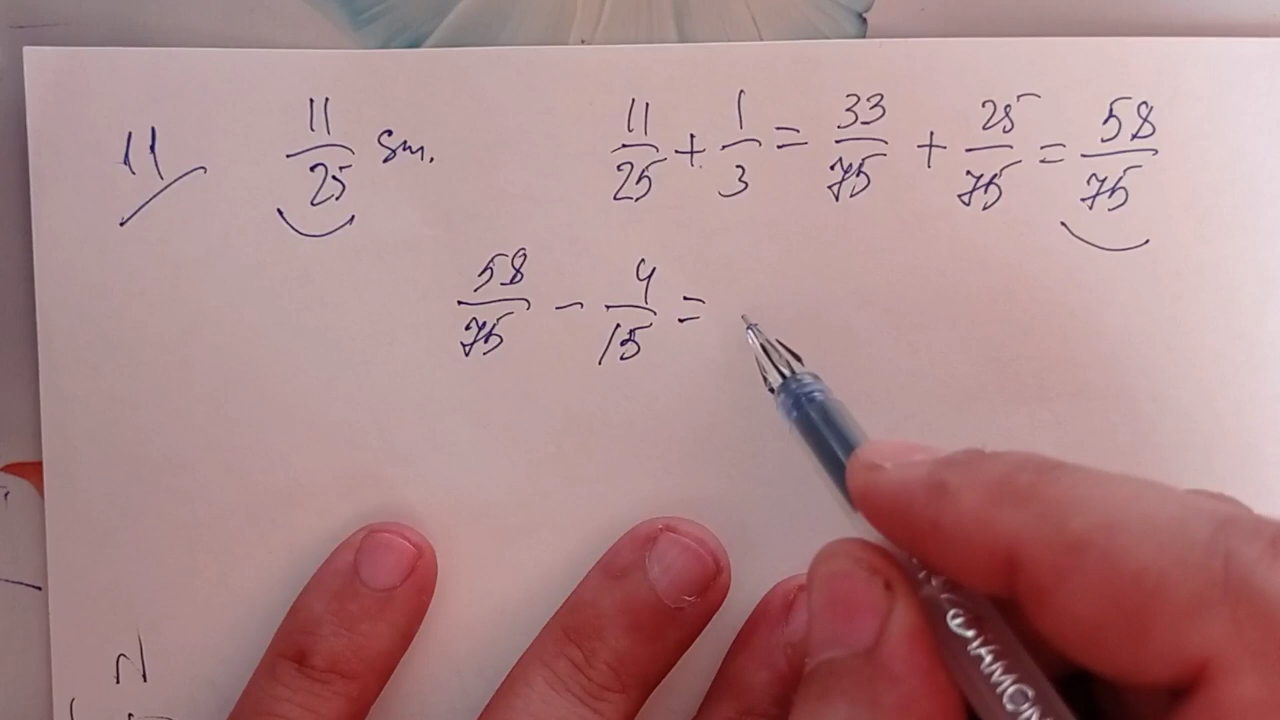 11 11/25 sm. 11/25 + 1/3 = 33/75 + 25/75 = 58/75
58/75 - 4/15 =
N